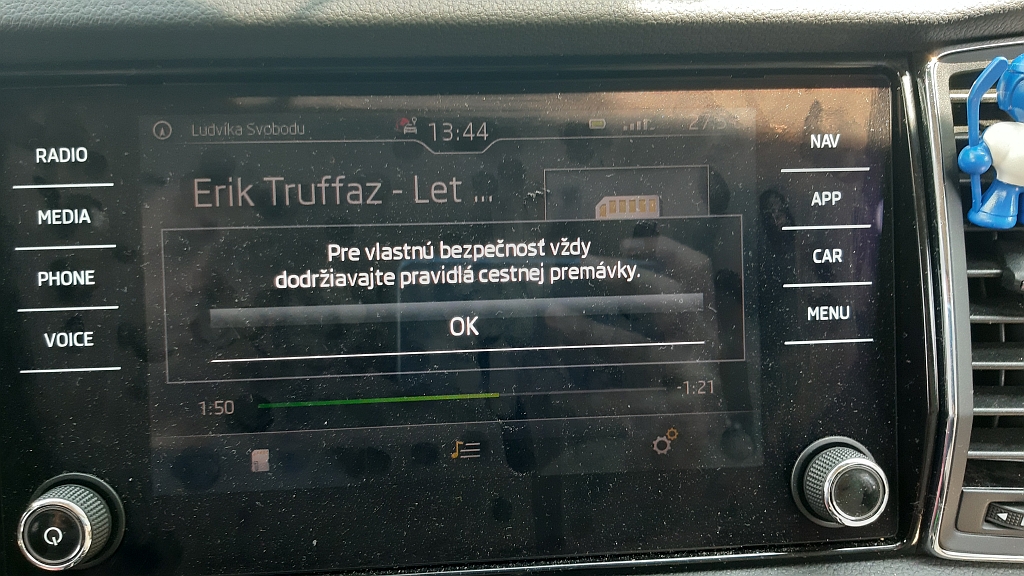 Ludvíka Svobodu
13:44
RADIO
MEDIA
PHONE
VOICE
Erik Truffaz - Let ...
Pre vlastnú bezpečnosť vždy
dodržiavajte pravidlá cestnej premávky.
OK
1:50
-1:21
NAV
APP
CAR
MENU